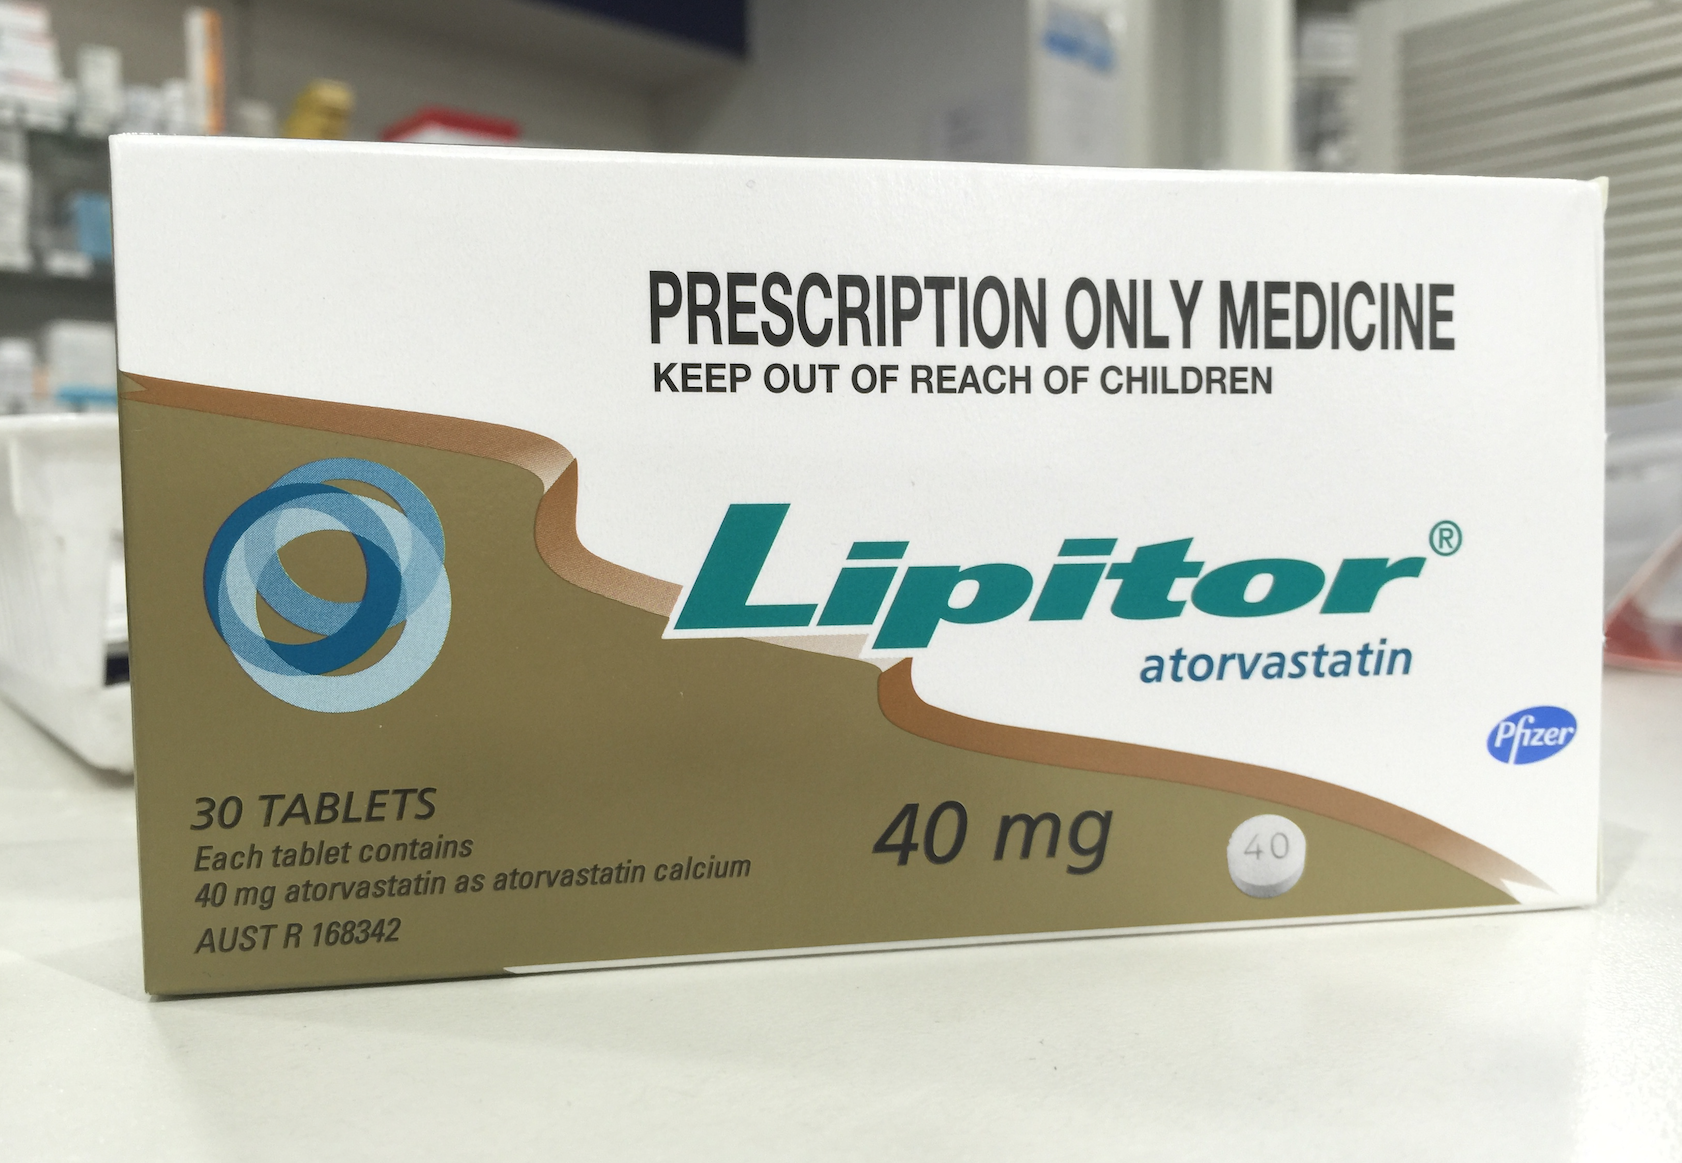 PRESCRIPTION ONLY MEDICINE
KEEP OUT OF REACH OF CHILDREN
Lipitor®
atorvastatin
Pfizer
30 TABLETS
Each tablet contains
40 mg atorvastatin as atorvastatin calcium
AUST R 168342
40 mg
40